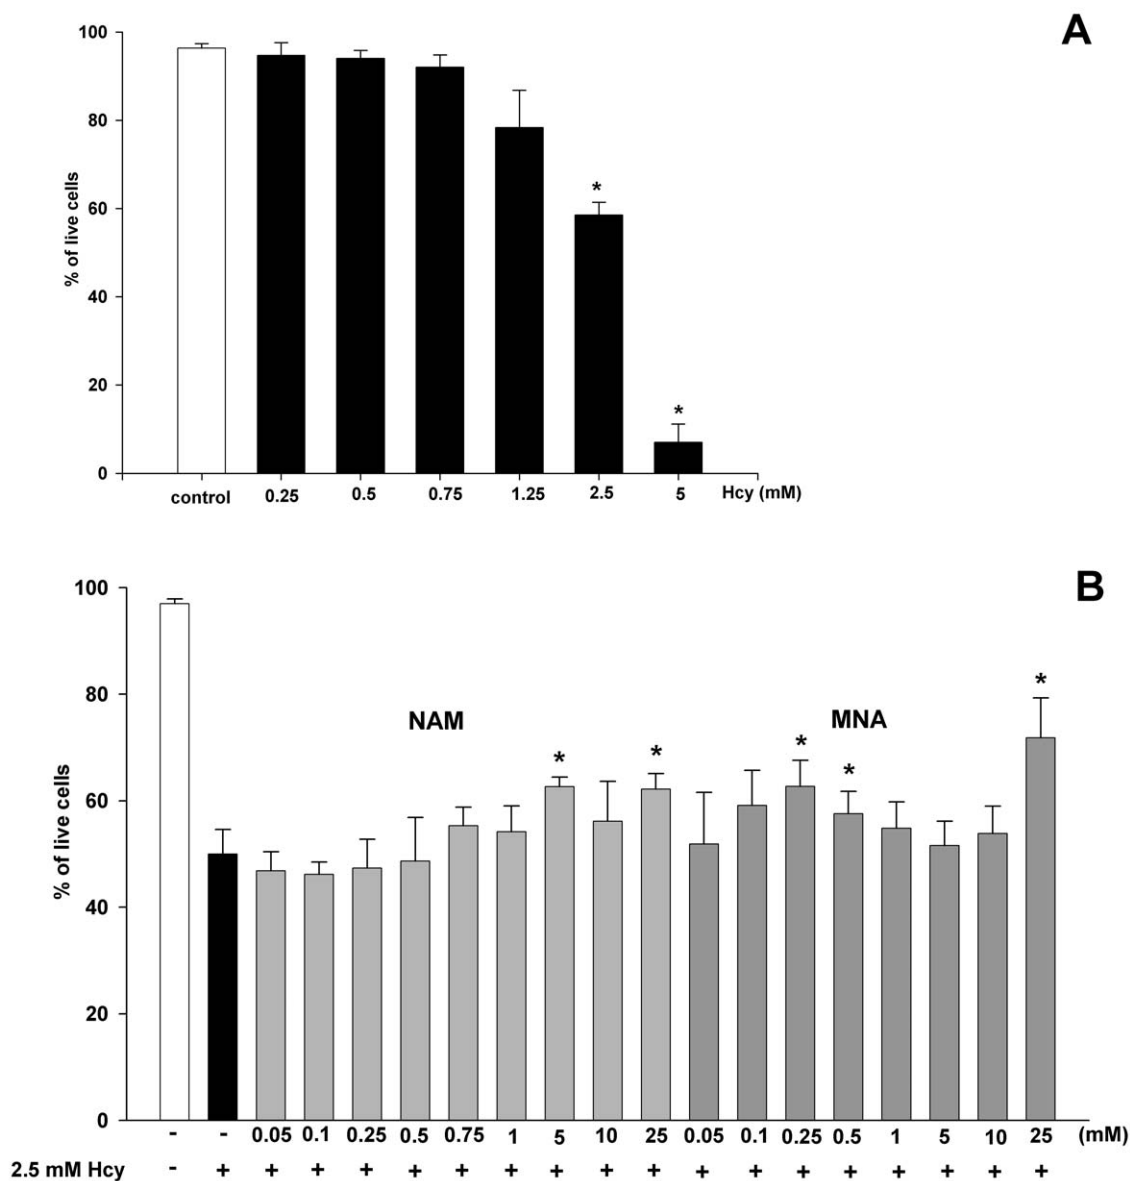 A
100
80
60
40
20
0
% of live cells
*
*
control 0.25 0.5 0.75 1.25 2.5 5 Hcy (mM)
B
100
80
60
40
20
0
% of live cells
NAM
MNA
* * * * *
- - 0.05 0.1 0.25 0.5 0.75 1 5 10 25 0.05 0.1 0.25 0.5 1 5 10 25 (mM)
2.5 mM Hcy - + + + + + + + + + + + + + + + + + +